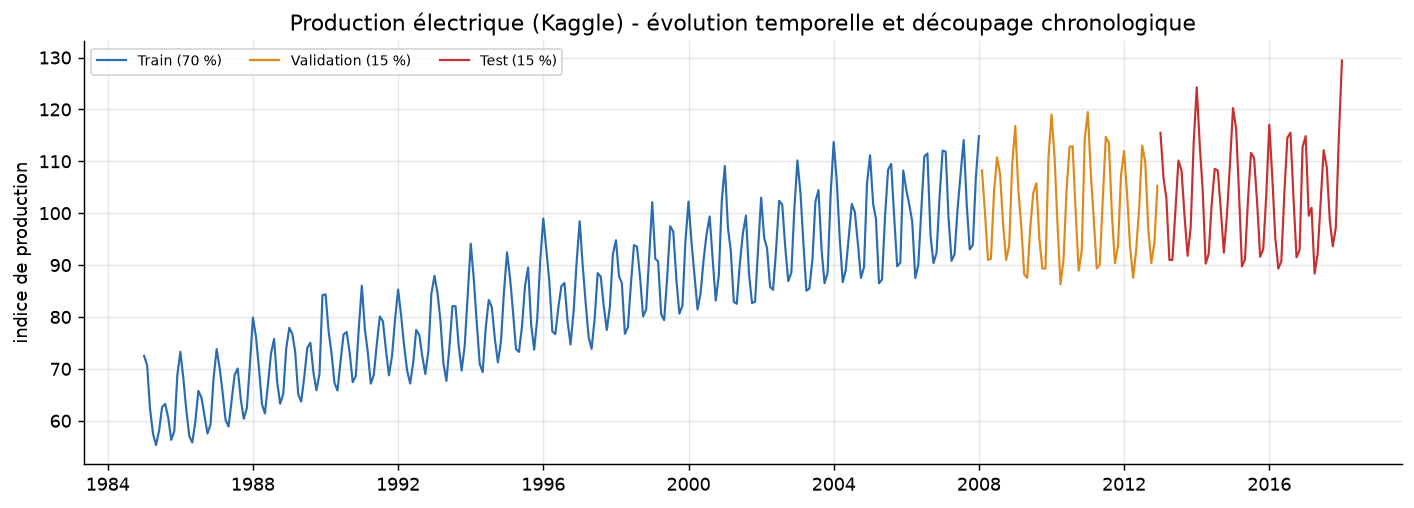 Production électrique (Kaggle) - évolution temporelle et découpage chronologique
Train (70 %) Validation (15 %) Test (15 %)
indice de production
130
120
110
100
90
80
70
60
1984 1988 1992 1996 2000 2004 2008 2012 2016